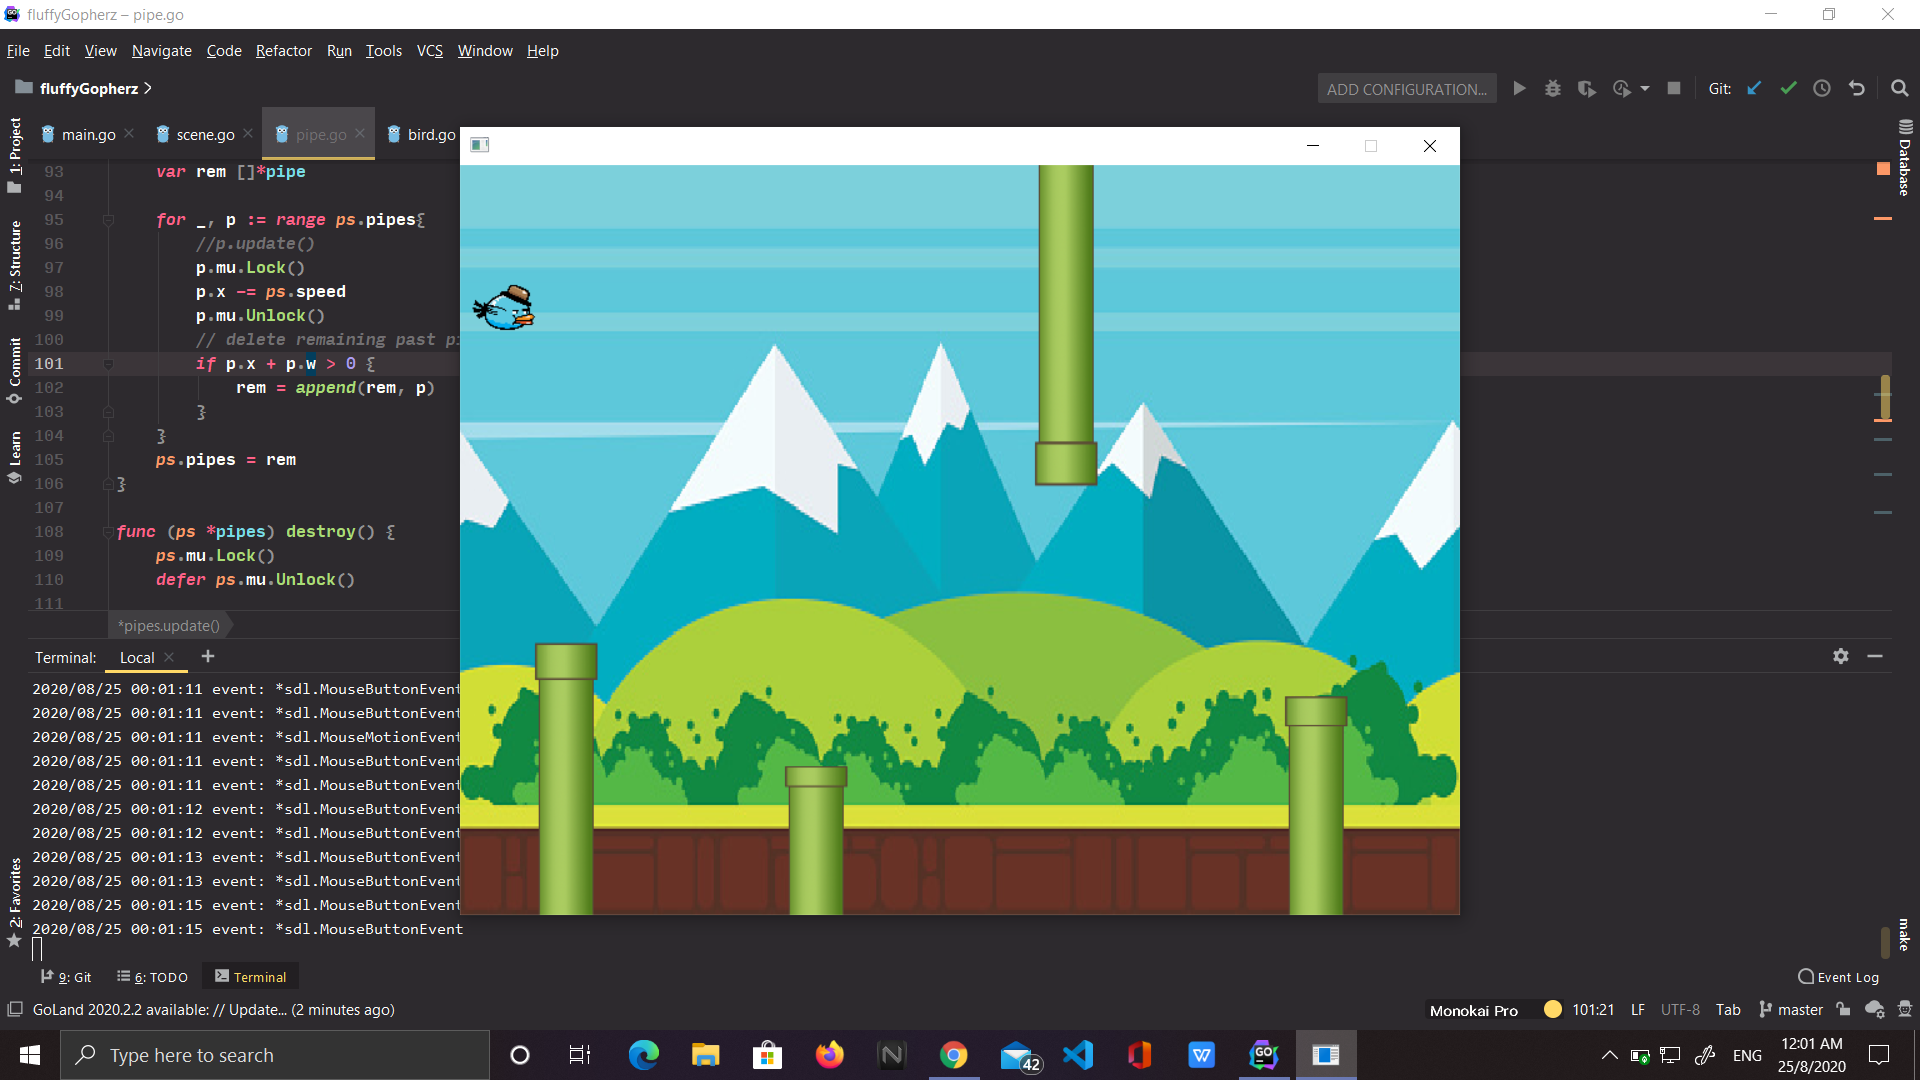 fluffyGopherz – pipe.go
File Edit View Navigate Code Refactor Run Tools VCS Window Help
fluffyGopherz
ADD CONFIGURATION...
Git:
main.go
scene.go
pipe.go
bird.go
1: Project
7: Structure
Commit
Learn
2: Favorites
Database
make
93 var rem []*pipe
94
95 for _, p := range ps.pipes{
96 //p.update()
97 p.mu.Lock()
98 p.x -= ps.speed
99 p.mu.Unlock()
100 // delete remaining past
101 if p.x + p.w > 0 {
102 rem = append(rem, p)
103 }
104 }
105 ps.pipes = rem
106 }
107
108 func (ps *pipes) destroy() {
109 ps.mu.Lock()
110 defer ps.mu.Unlock()
111
*pipes.update()
Terminal: Local
2020/08/25 00:01:11 event: *sdl.MouseButtonEvent
2020/08/25 00:01:11 event: *sdl.MouseButtonEvent
2020/08/25 00:01:11 event: *sdl.MouseMotionEvent
2020/08/25 00:01:11 event: *sdl.MouseButtonEvent
2020/08/25 00:01:11 event: *sdl.MouseButtonEvent
2020/08/25 00:01:12 event: *sdl.MouseButtonEvent
2020/08/25 00:01:12 event: *sdl.MouseButtonEvent
2020/08/25 00:01:13 event: *sdl.MouseButtonEvent
2020/08/25 00:01:13 event: *sdl.MouseButtonEvent
2020/08/25 00:01:15 event: *sdl.MouseButtonEvent
2020/08/25 00:01:15 event: *sdl.MouseButtonEvent
9: Git 6: TODO Terminal
Event Log
GoLand 2020.2.2 available: // Update... (2 minutes ago)
Monokai Pro 101:21 LF UTF-8 Tab master
Type here to search
42
GO
ENG
12:01 AM
25/8/2020